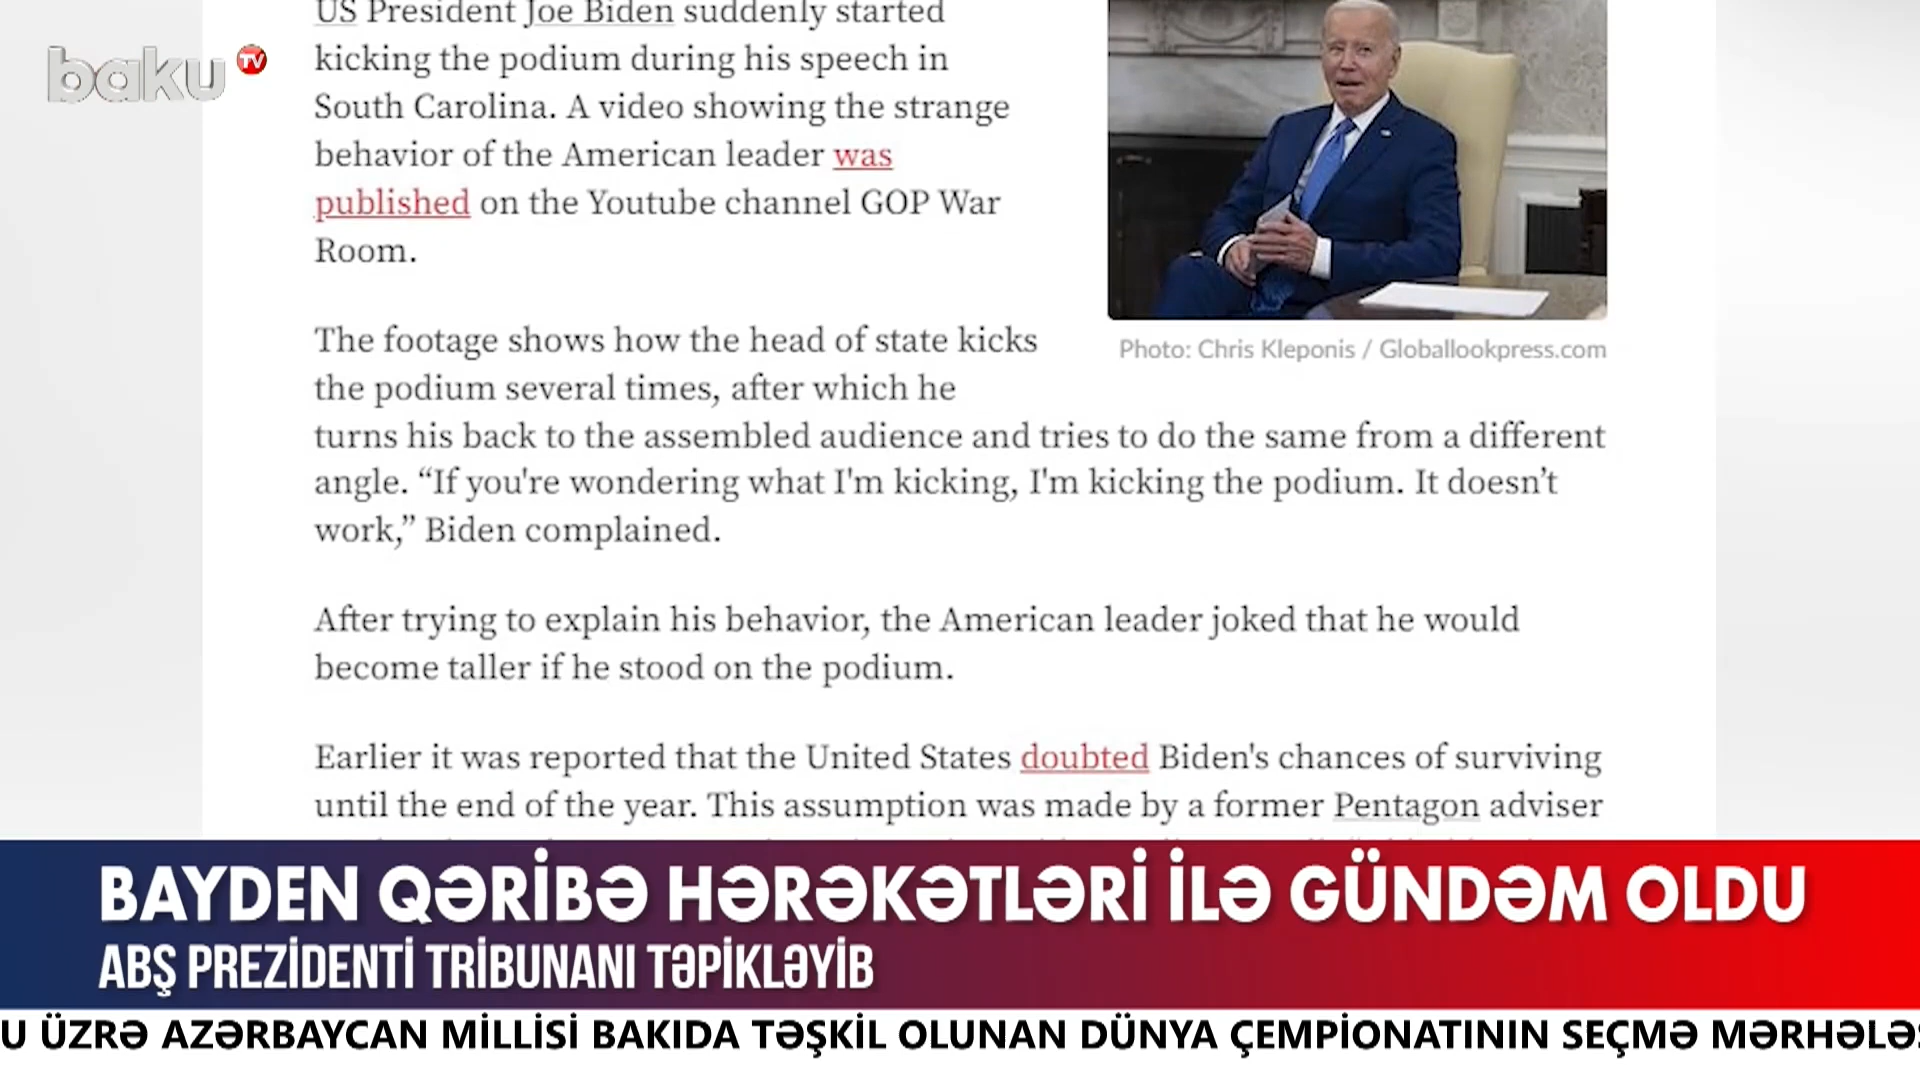 baku TV
US President Joe Biden suddenly started
kicking the podium during his speech in
South Carolina. A video showing the strange
behavior of the American leader was
published on the Youtube channel GOP War
Room.
Photo: Chris Kleponis / Globallookpress.com
The footage shows how the head of state kicks
the podium several times, after which he
turns his back to the assembled audience and tries to do the same from a different
angle. “If you're wondering what I'm kicking, I'm kicking the podium. It doesn’t
work,” Biden complained.
After trying to explain his behavior, the American leader joked that he would
become taller if he stood on the podium.
Earlier it was reported that the United States doubted Biden's chances of surviving
until the end of the year. This assumption was made by a former Pentagon adviser
BAYDEN QƏRİBƏ HƏRƏKƏTLƏRİ İLƏ GÜNDƏM OLDU
ABŞ PREZİDENTİ TRİBUNANI TƏPİKLƏYİB
U ÜZRƏ AZƏRBAYCAN MİLLİSİ BAKIDA TƏŞKİL OLUNAN DÜNYA ÇEMPİONATININ SEÇMƏ MƏRHƏLƏS